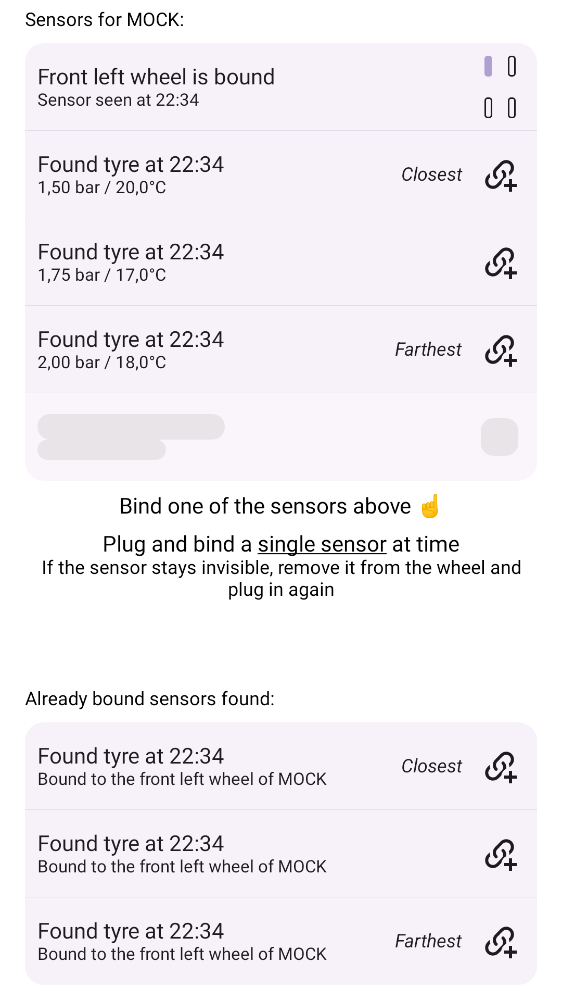 Sensors for MOCK:
Front left wheel is bound
Sensor seen at 22:34
Found tyre at 22:34
1,50 bar / 20,0°C
Closest
Found tyre at 22:34
1,75 bar / 17,0°C
Found tyre at 22:34
2,00 bar / 18,0°C
Farthest
Bind one of the sensors above ☝️
Plug and bind a single sensor at time
If the sensor stays invisible, remove it from the wheel and
plug in again
Already bound sensors found:
Found tyre at 22:34
Bound to the front left wheel of MOCK
Closest
Found tyre at 22:34
Bound to the front left wheel of MOCK
Found tyre at 22:34
Bound to the front left wheel of MOCK
Farthest